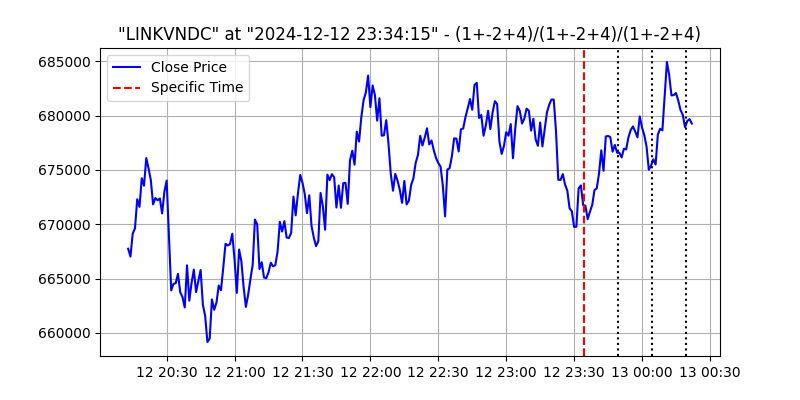 "LINKVNDC" at "2024-12-12 23:34:15" - (1+-2+4)/(1+-2+4)/(1+-2+4)
Close Price
Specific Time
685000
680000
675000
670000
665000
660000
12 20:30 12 21:00 12 21:30 12 22:00 12 22:30 12 23:00 12 23:30 13 00:00 13 00:30